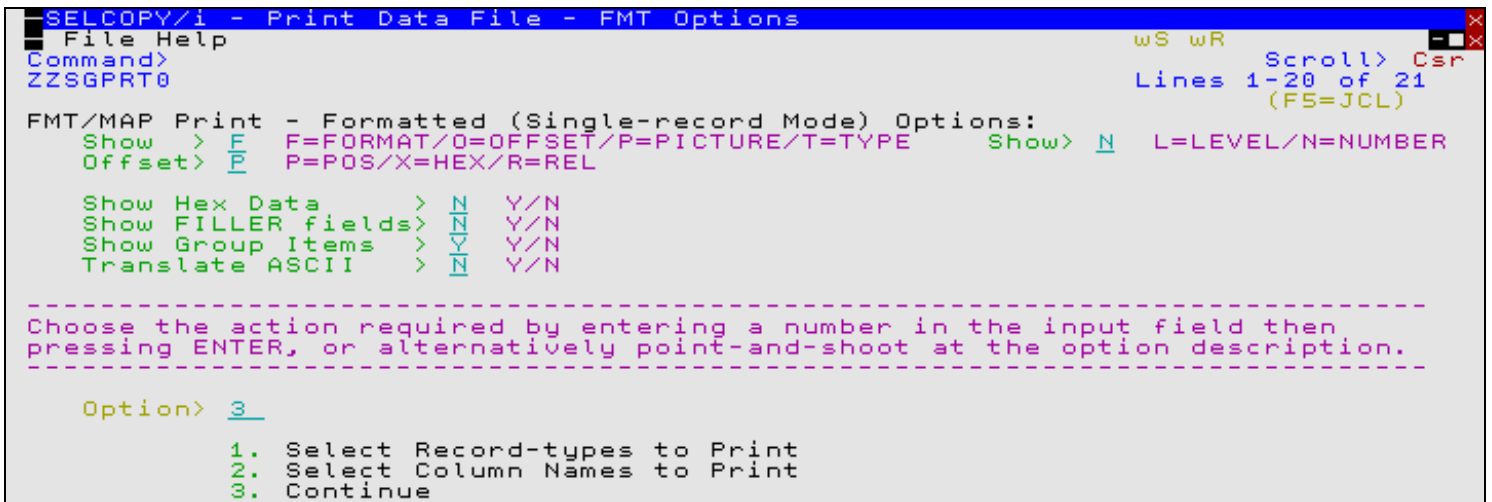 SELCOPY/i - Print Data File - FMT Options
File Help wS wR
Command> Scroll> Csr
ZZSGPRT0 Lines 1-20 of 21
(F5=JCL)
FMT/MAP Print - Formatted (Single-record Mode) Options:
Show > F F=FORMAT/O=OFFSET/P=PICTURE/T=TYPE Show> N L=LEVEL/N=NUMBER
Offset> P P=POS/X=HEX/R=REL
Show Hex Data > N Y/N
Show FILLER fields> N Y/N
Show Group Items > Y Y/N
Translate ASCII > N Y/N
--------------------------------------------------------------------------------
Choose the action required by entering a number in the input field then
pressing ENTER, or alternatively point-and-shoot at the option description.
--------------------------------------------------------------------------------
Option> 3
1. Select Record-types to Print
2. Select Column Names to Print
3. Continue